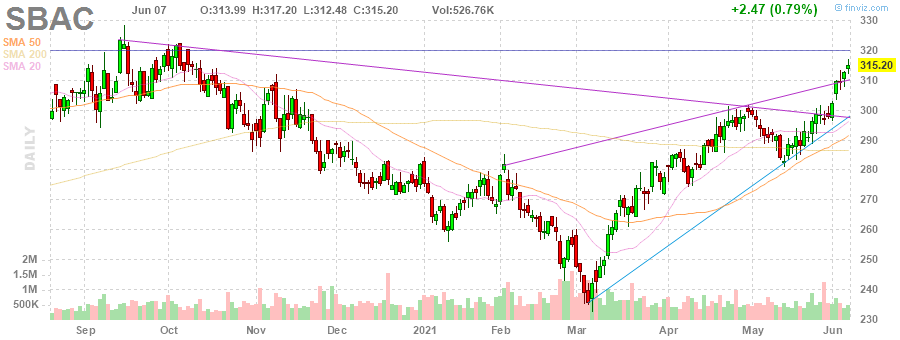 SBAC Jun 07 O:313.99 H:317.20 L:312.48 C:315.20 Vol:526.76K +2.47 (0.79%)
© finviz.com
SMA 50
SMA 200
SMA 20
DAILY
330
320
315.20
310
300
290
280
270
260
250
240
230
2M
1.5M
1M
500K
Sep Oct Nov Dec 2021 Feb Mar Apr May Jun